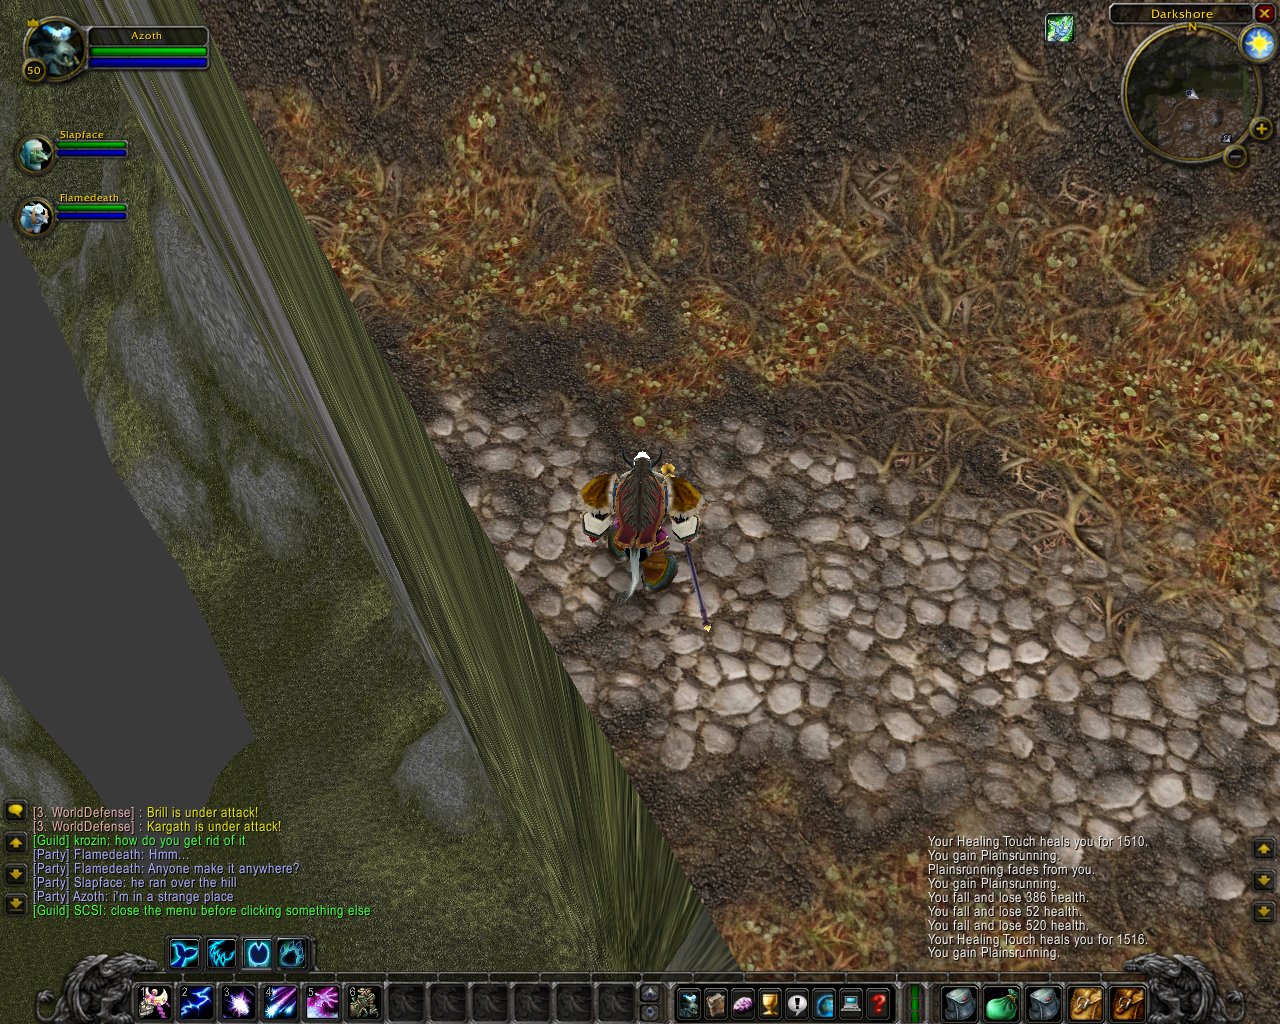 Azoth
50
Slapface
Flamedeath
Darkshore
N
[3. WorldDefense] : Brill is under attack!
[3. WorldDefense] : Kargath is under attack!
[Guild] krozin: how do you get rid of it
[Party] Flamedeath: Hmm...
[Party] Flamedeath: Anyone make it anywhere?
[Party] Slapface: he ran over the hill
[Party] Azoth: i'm in a strange place
[Guild] SCSI: close the menu before clicking something else
Your Healing Touch heals you for 1510.
You gain Plainsrunning.
Plainsrunning fades from you.
You gain Plainsrunning.
You fall and lose 386 health.
You fall and lose 52 health.
You fall and lose 520 health.
Your Healing Touch heals you for 1516.
You gain Plainsrunning.
1 2 3 4 5 6